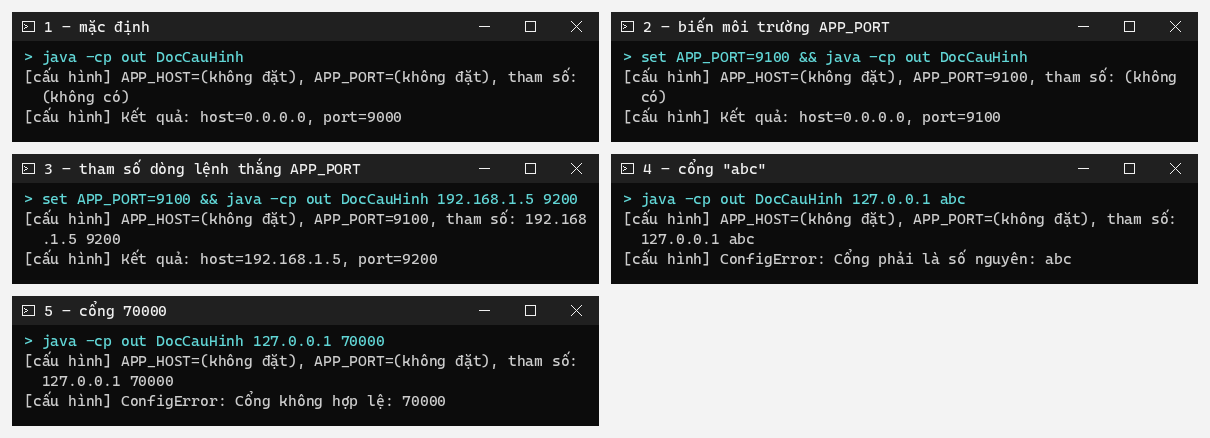 1 – mặc định
> java -cp out DocCauHinh
[cấu hình] APP_HOST=(không đặt), APP_PORT=(không đặt), tham số:
(không có)
[cấu hình] Kết quả: host=0.0.0.0, port=9000
2 – biến môi trường APP_PORT
> set APP_PORT=9100 && java -cp out DocCauHinh
[cấu hình] APP_HOST=(không đặt), APP_PORT=9100, tham số: (không
có)
[cấu hình] Kết quả: host=0.0.0.0, port=9100
3 – tham số dòng lệnh thắng APP_PORT
> set APP_PORT=9100 && java -cp out DocCauHinh 192.168.1.5 9200
[cấu hình] APP_HOST=(không đặt), APP_PORT=9100, tham số: 192.168
.1.5 9200
[cấu hình] Kết quả: host=192.168.1.5, port=9200
4 – cổng "abc"
> java -cp out DocCauHinh 127.0.0.1 abc
[cấu hình] APP_HOST=(không đặt), APP_PORT=(không đặt), tham số:
127.0.0.1 abc
[cấu hình] ConfigError: Cổng phải là số nguyên: abc
5 – cổng 70000
> java -cp out DocCauHinh 127.0.0.1 70000
[cấu hình] APP_HOST=(không đặt), APP_PORT=(không đặt), tham số:
127.0.0.1 70000
[cấu hình] ConfigError: Cổng không hợp lệ: 70000